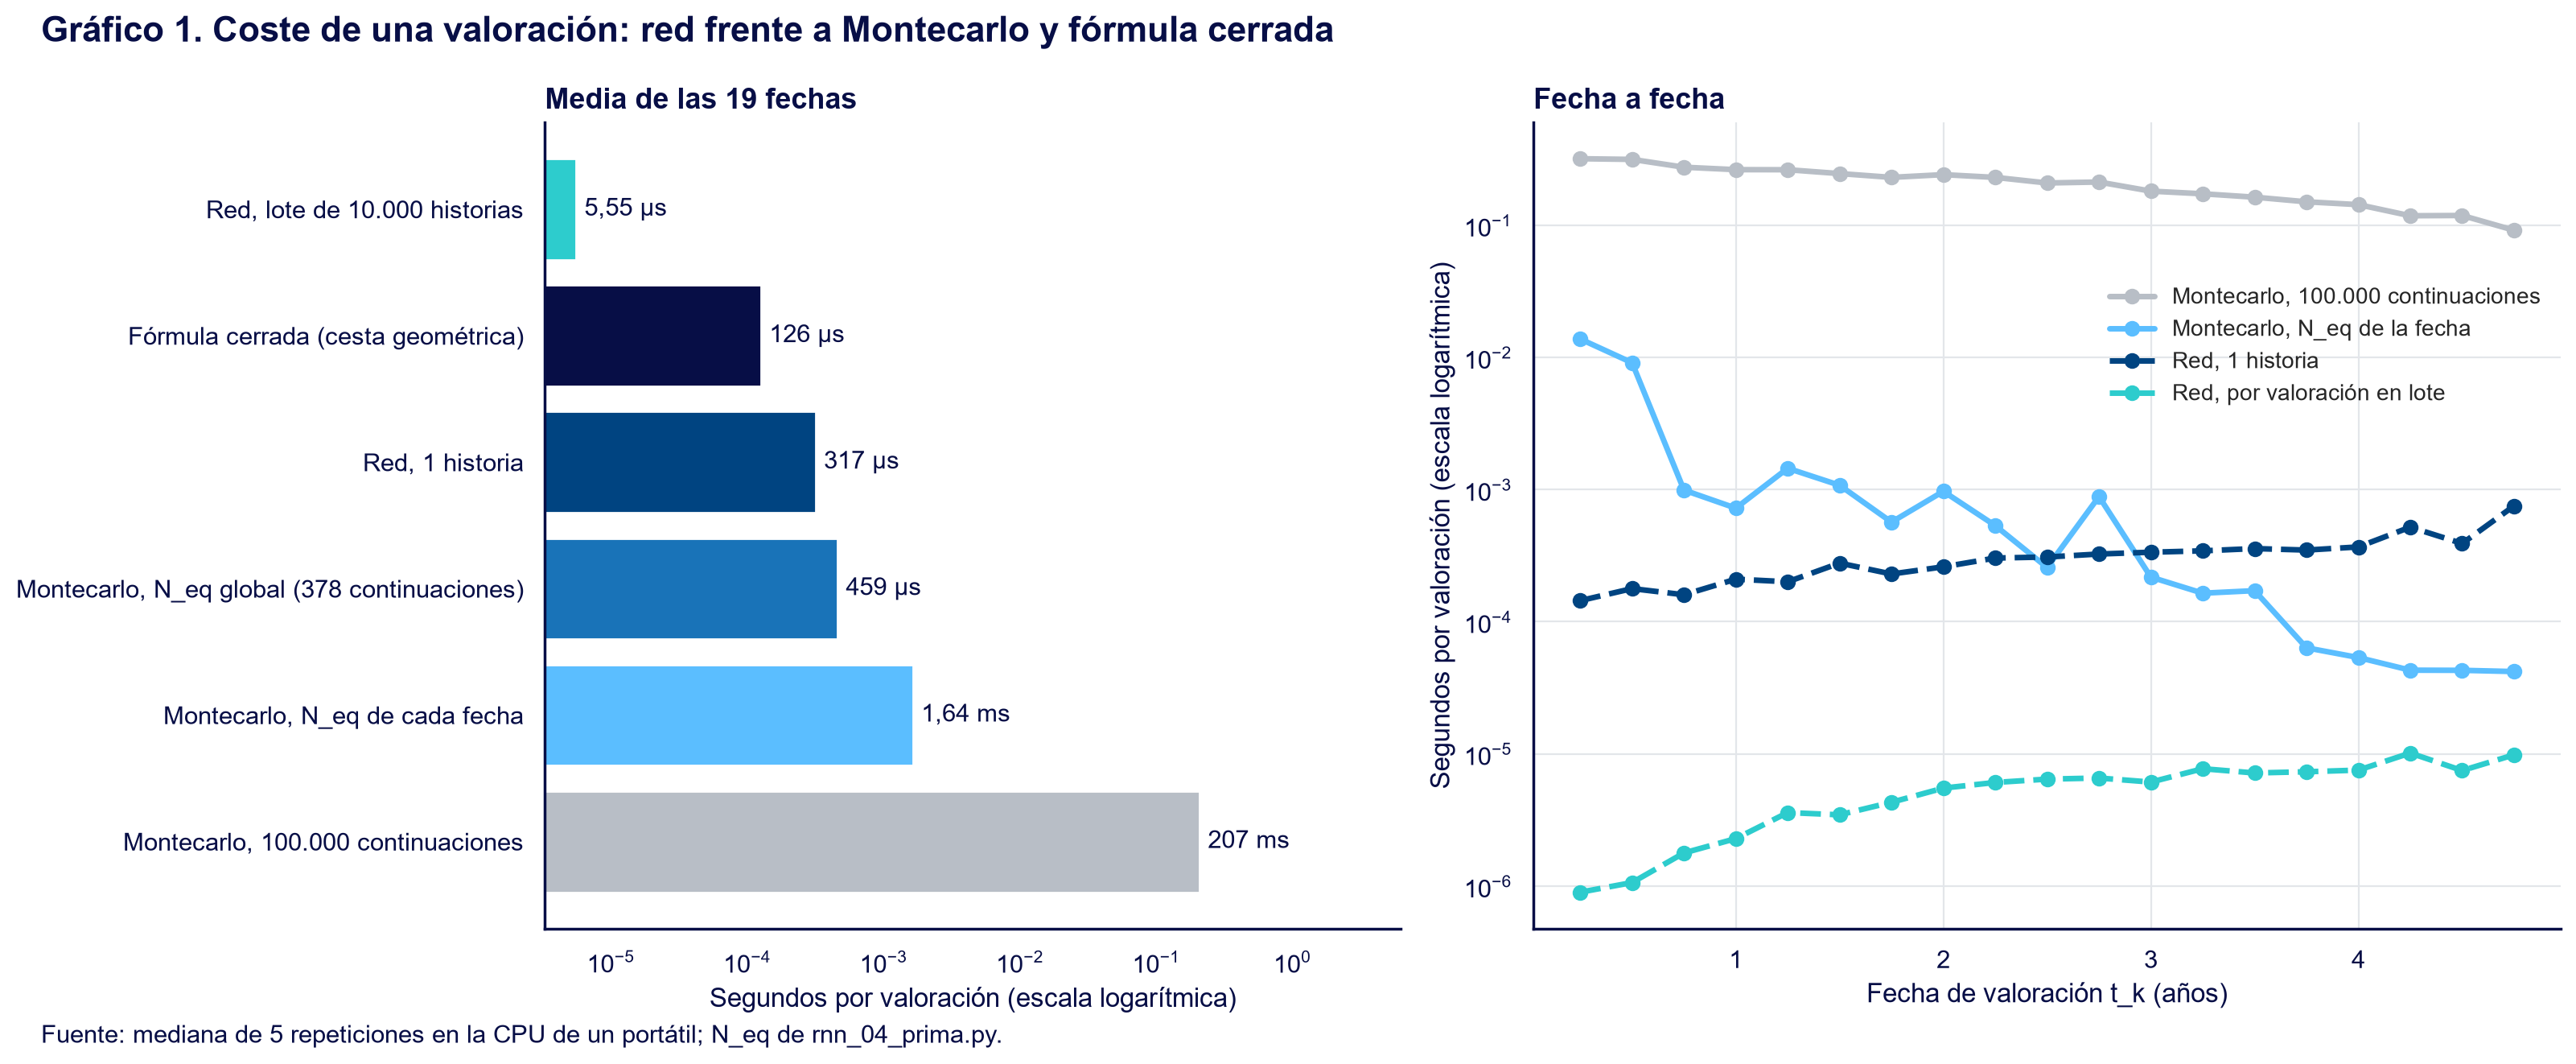 Gráfico 1. Coste de una valoración: red frente a Montecarlo y fórmula cerrada
Media de las 19 fechas
Red, lote de 10.000 historias
5,55 µs
Fórmula cerrada (cesta geométrica)
126 µs
Red, 1 historia
317 µs
Montecarlo, N_eq global (378 continuaciones)
459 µs
Montecarlo, N_eq de cada fecha
1,64 ms
Montecarlo, 100.000 continuaciones
207 ms
10⁻⁵ 10⁻⁴ 10⁻³ 10⁻² 10⁻¹ 10⁰
Segundos por valoración (escala logarítmica)
Fecha a fecha
Segundos por valoración (escala logarítmica)
10⁻¹
10⁻²
10⁻³
10⁻⁴
10⁻⁵
10⁻⁶
Montecarlo, 100.000 continuaciones
Montecarlo, N_eq de la fecha
Red, 1 historia
Red, por valoración en lote
1 2 3 4
Fecha de valoración t_k (años)
Fuente: mediana de 5 repeticiones en la CPU de un portátil; N_eq de rnn_04_prima.py.